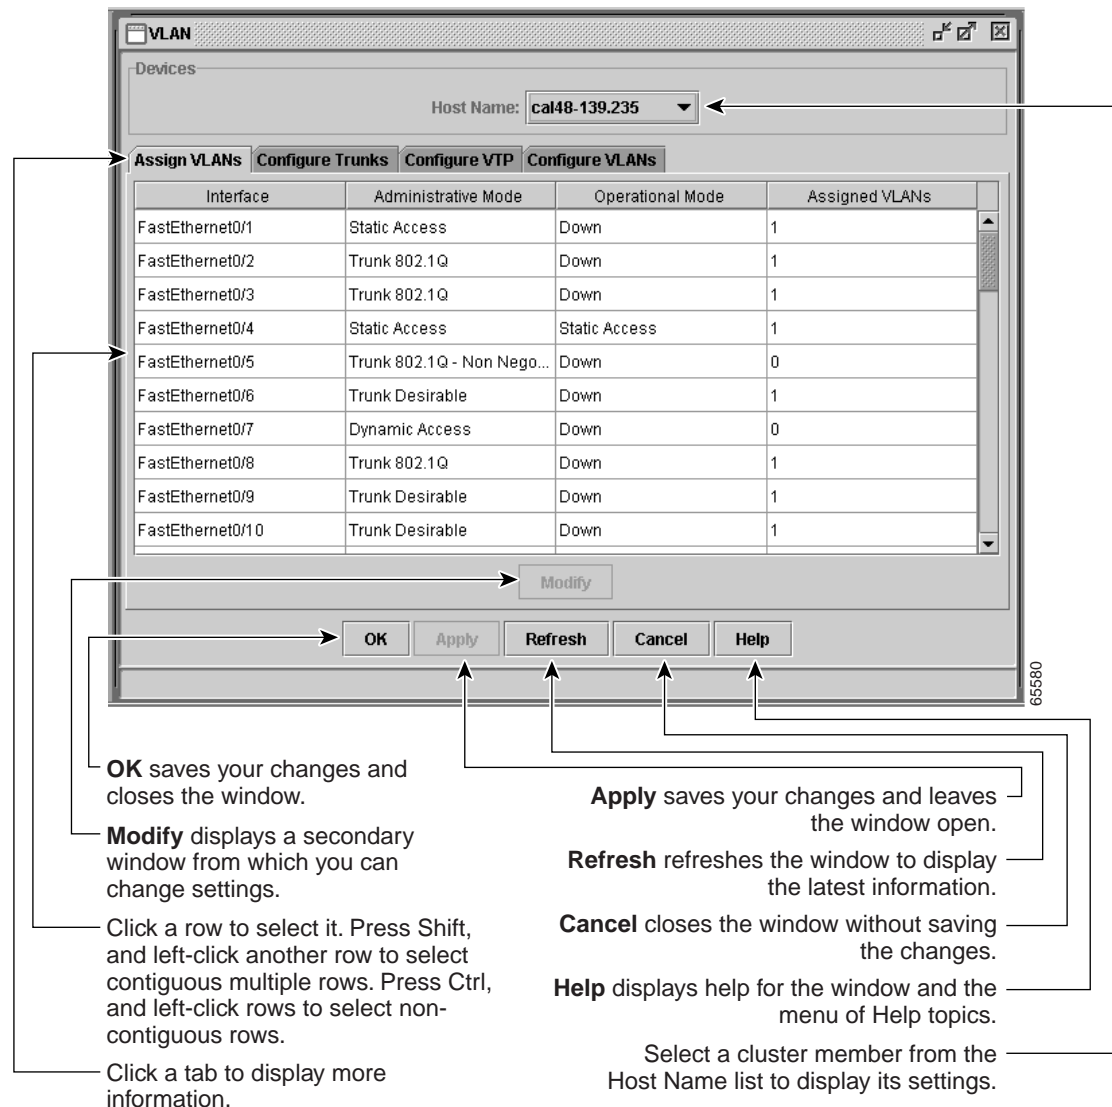 VLAN
Devices
Host Name: cal48-139.235
Assign VLANs Configure Trunks Configure VTP Configure VLANs
Interface Administrative Mode Operational Mode Assigned VLANs
FastEthernet0/1 Static Access Down 1
FastEthernet0/2 Trunk 802.1Q Down 1
FastEthernet0/3 Trunk 802.1Q Down 1
FastEthernet0/4 Static Access Static Access 1
FastEthernet0/5 Trunk 802.1Q - Non Nego... Down 0
FastEthernet0/6 Trunk Desirable Down 1
FastEthernet0/7 Dynamic Access Down 0
FastEthernet0/8 Trunk 802.1Q Down 1
FastEthernet0/9 Trunk Desirable Down 1
FastEthernet0/10 Trunk Desirable Down 1
Modify
OK Apply Refresh Cancel Help
65580
OK saves your changes and
closes the window.
Modify displays a secondary
window from which you can
change settings.
Click a row to select it. Press Shift,
and left-click another row to select
contiguous multiple rows. Press Ctrl,
and left-click rows to select non-
contiguous rows.
Click a tab to display more
information.
Apply saves your changes and leaves
the window open.
Refresh refreshes the window to display
the latest information.
Cancel closes the window without saving
the changes.
Help displays help for the window and the
menu of Help topics.
Select a cluster member from the
Host Name list to display its settings.